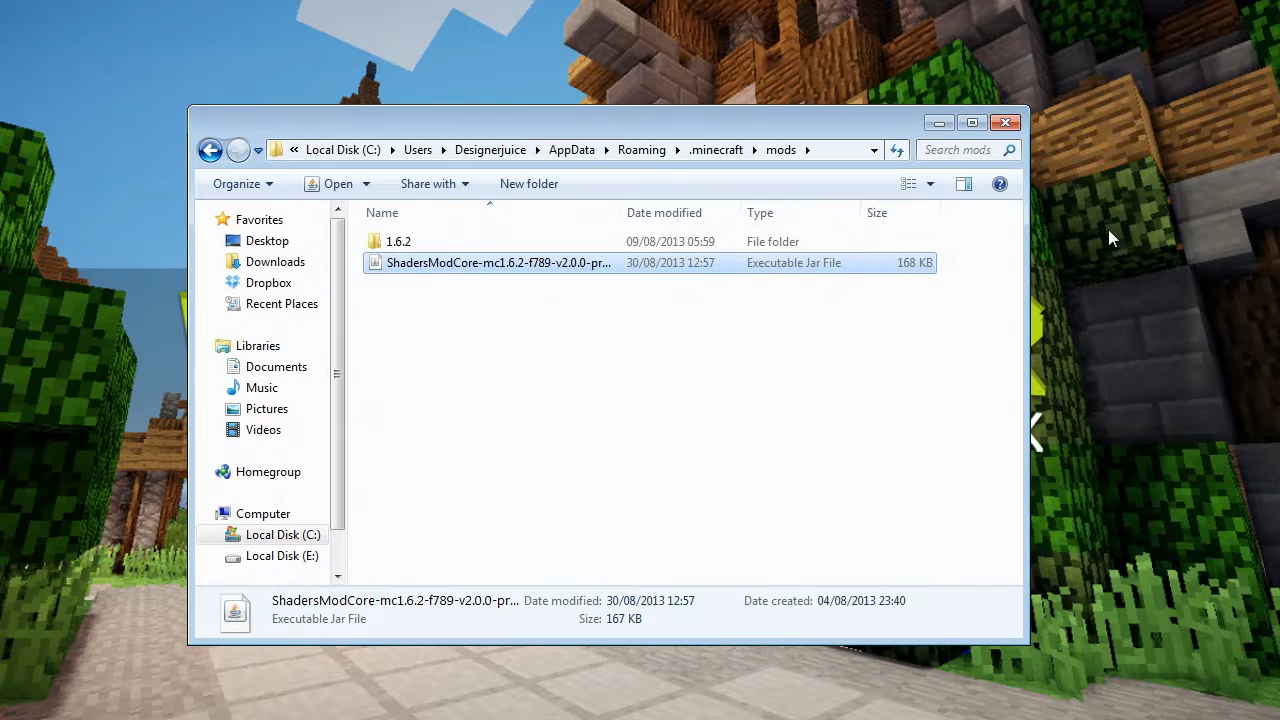 « Local Disk (C:) Users Designerjuice AppData Roaming .minecraft mods Search mods
Organize Open Share with New folder
Name Date modified Type Size
Favorites
Desktop
Downloads
Dropbox
Recent Places
Libraries
Documents
Music
Pictures
Videos
Homegroup
Computer
Local Disk (C:)
Local Disk (E:)
1.6.2 09/08/2013 05:59 File folder
ShadersModCore-mc1.6.2-f789-v2.0.0-pr... 30/08/2013 12:57 Executable Jar File 168 KB
ShadersModCore-mc1.6.2-f789-v2.0.0-pr... Date modified: 30/08/2013 12:57 Date created: 04/08/2013 23:40
Executable Jar File Size: 167 KB